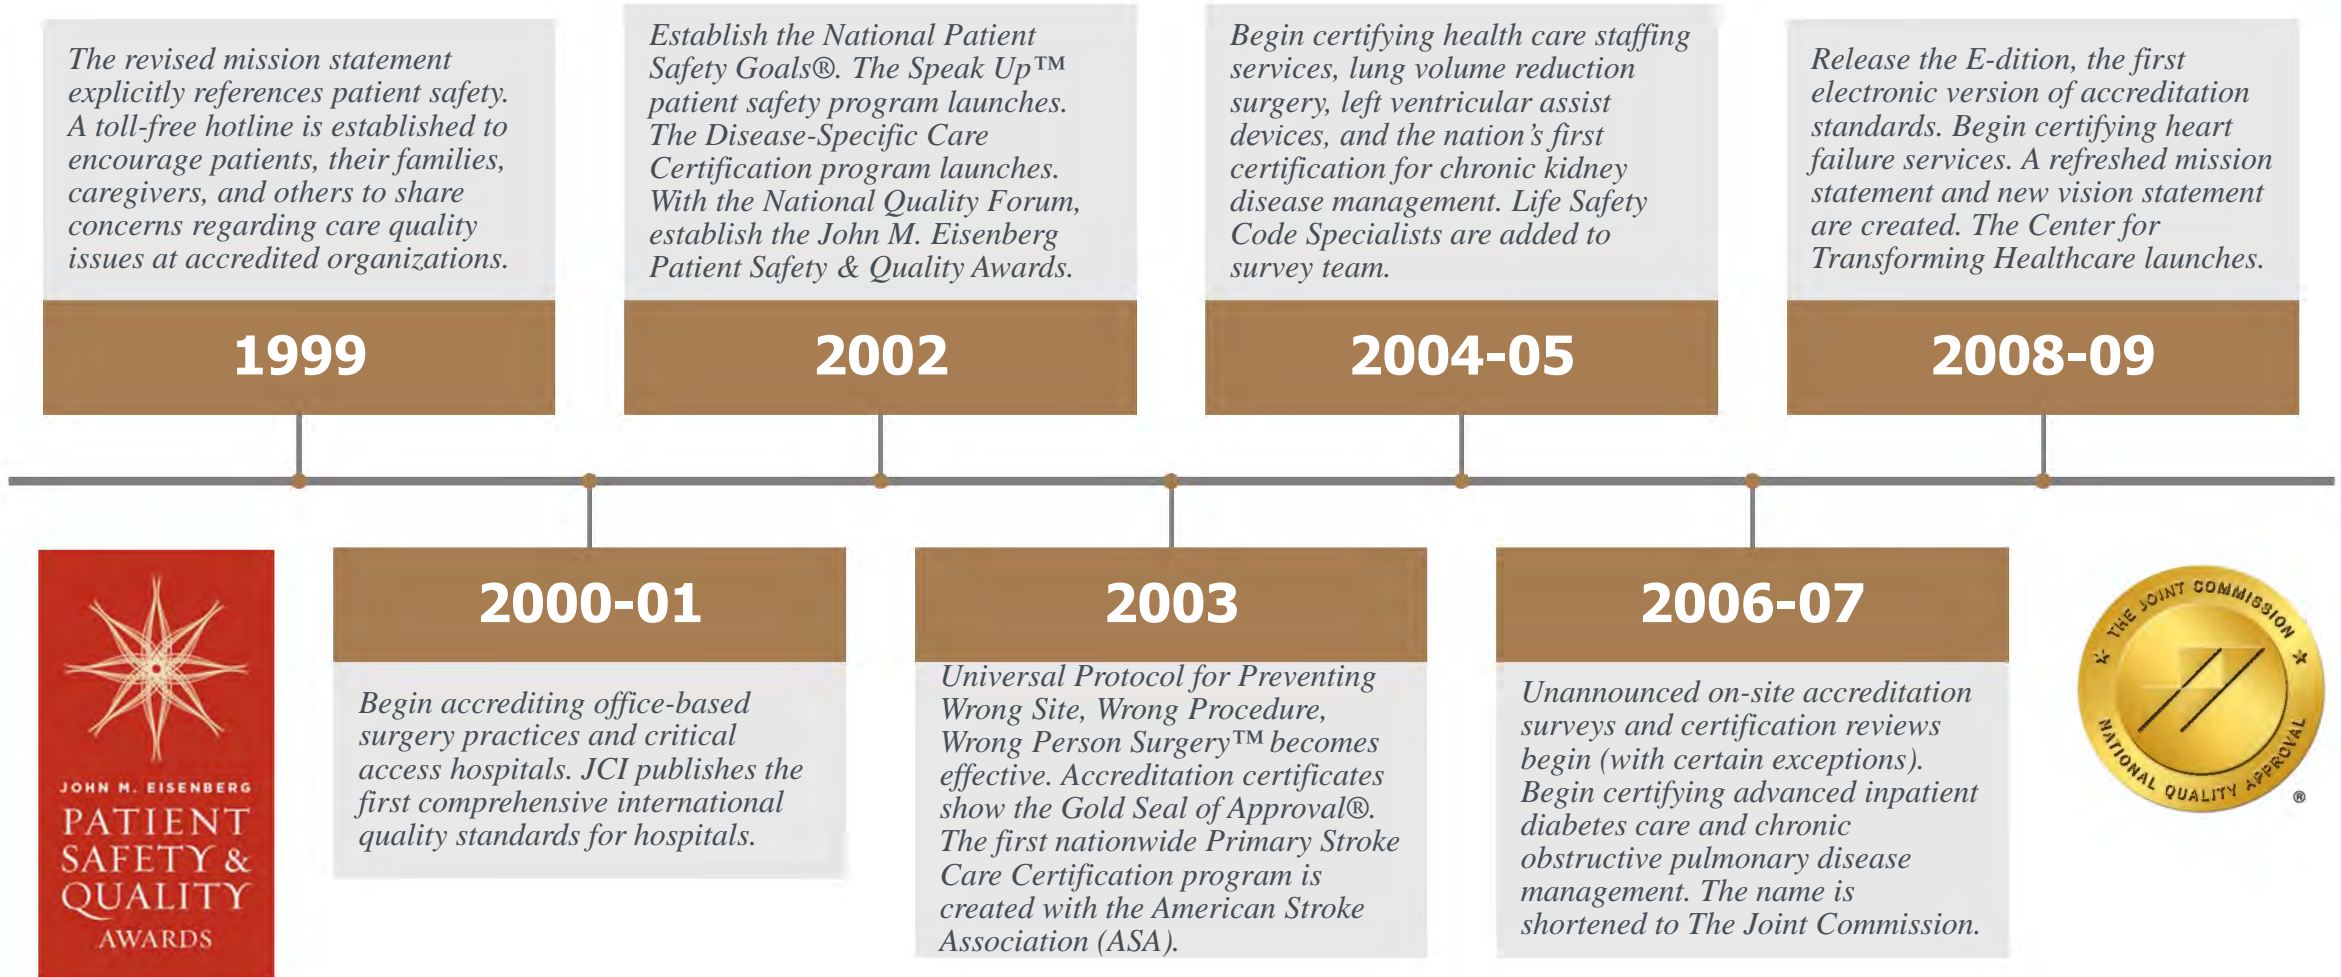 The revised mission statement
explicitly references patient safety.
A toll-free hotline is established to
encourage patients, their families,
caregivers, and others to share
concerns regarding care quality
issues at accredited organizations.
1999
Begin accrediting office-based
surgery practices and critical
access hospitals. JCI publishes the
first comprehensive international
quality standards for hospitals.
2000-01
Establish the National Patient
Safety Goals®. The Speak Up™
patient safety program launches.
The Disease-Specific Care
Certification program launches.
With the National Quality Forum,
establish the John M. Eisenberg
Patient Safety & Quality Awards.
2002
2003
Universal Protocol for Preventing
Wrong Site, Wrong Procedure,
Wrong Person Surgery™ becomes
effective. Accreditation certificates
show the Gold Seal of Approval®.
The first nationwide Primary Stroke
Care Certification program is
created with the American Stroke
Association (ASA).
Begin certifying health care staffing
services, lung volume reduction
surgery, left ventricular assist
devices, and the nation’s first
certification for chronic kidney
disease management. Life Safety
Code Specialists are added to
survey team.
2004-05
2006-07
Unannounced on-site accreditation
surveys and certification reviews
begin (with certain exceptions).
Begin certifying advanced inpatient
diabetes care and chronic
obstructive pulmonary disease
management. The name is
shortened to The Joint Commission.
Release the E-dition, the first
electronic version of accreditation
standards. Begin certifying heart
failure services. A refreshed mission
statement and new vision statement
are created. The Center for
Transforming Healthcare launches.
2008-09
JOHN M. EISENBERG
PATIENT
SAFETY &
QUALITY
AWARDS
THE JOINT COMMISSION
NATIONAL QUALITY APPROVAL
®